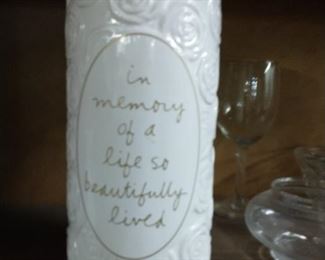 in
memory
of a
life so
beautifully
lived